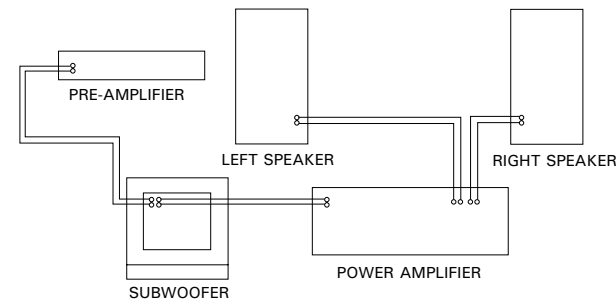 PRE-AMPLIFIER
LEFT SPEAKER
RIGHT SPEAKER
POWER AMPLIFIER
SUBWOOFER